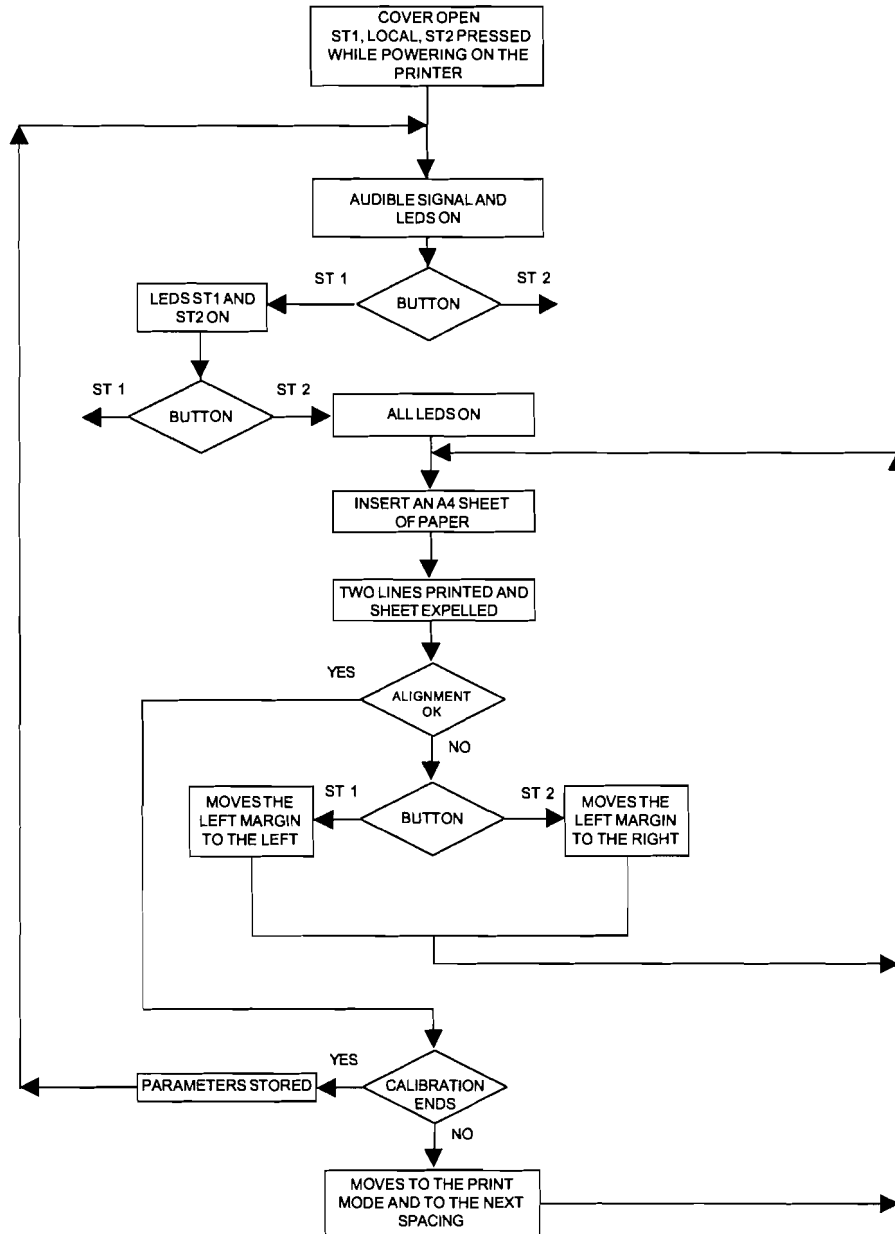 COVER OPEN
ST1, LOCAL, ST2 PRESSED
WHILE POWERING ON THE
PRINTER
AUDIBLE SIGNAL AND
LEDS ON
ST 1
BUTTON
ST 2
LEDS ST1 AND
ST2 ON
ST 1
BUTTON
ST 2
ALL LEDS ON
INSERT AN A4 SHEET
OF PAPER
TWO LINES PRINTED AND
SHEET EXPELLED
YES
ALIGNMENT
OK
NO
MOVES THE
LEFT MARGIN
TO THE LEFT
ST 1
BUTTON
ST 2
MOVES THE
LEFT MARGIN
TO THE RIGHT
PARAMETERS STORED
YES
CALIBRATION
ENDS
NO
MOVES TO THE PRINT
MODE AND TO THE NEXT
SPACING